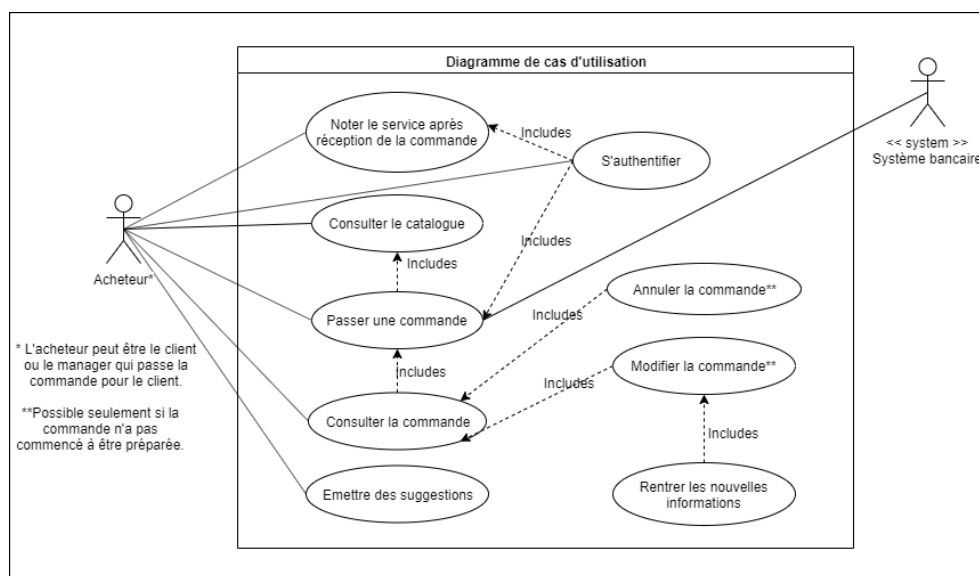 Diagramme de cas d'utilisation
Noter le service après
réception de la commande
Includes
S'authentifier
<< system >>
Système bancaire
Consulter le catalogue
Includes
Includes
Acheteur*
Annuler la commande**
Passer une commande
Includes
* L'acheteur peut être le client
ou le manager qui passe la
commande pour le client.
Modifier la commande**
Includes
Includes
**Possible seulement si la
commande n'a pas
commencé à être préparée.
Consulter la commande
Includes
Emettre des suggestions
Rentrer les nouvelles
informations